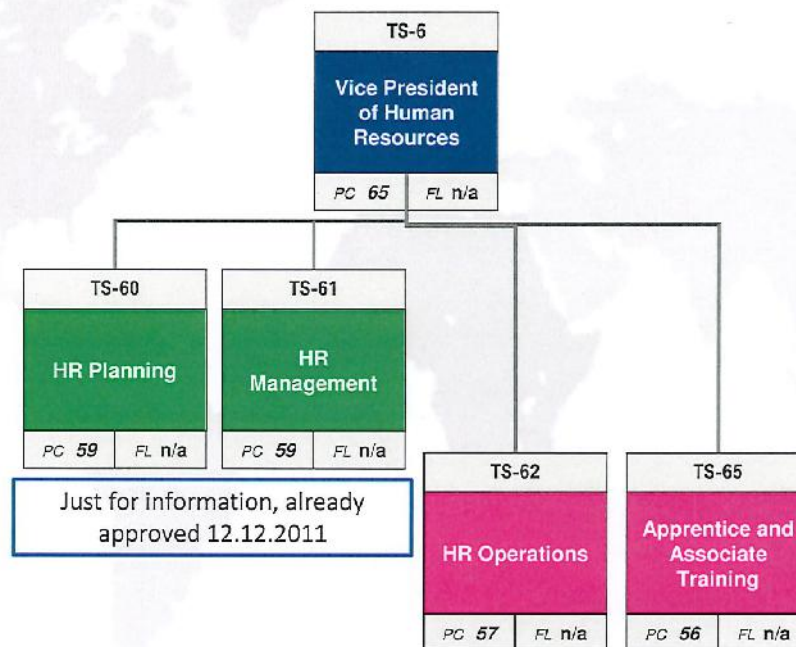 TS-6
Vice President
of Human
Resources
PC 65 FL n/a
TS-60
HR Planning
PC 59 FL n/a
TS-61
HR
Management
PC 59 FL n/a
Just for information, already
approved 12.12.2011
TS-62
HR Operations
PC 57 FL n/a
TS-65
Apprentice and
Associate
Training
PC 56 FL n/a